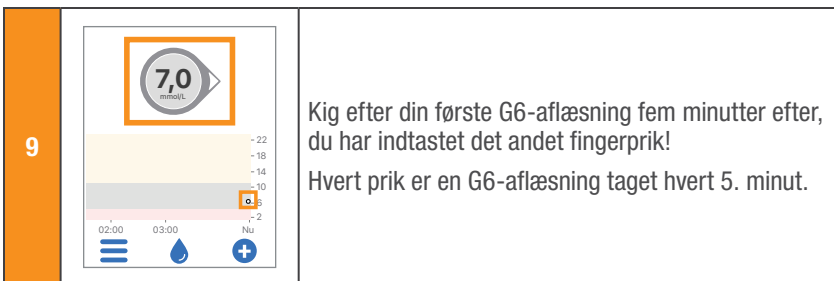 9
7,0
mmol/L
22
18
14
10
6
2
02:00
03:00
Nu
Kig efter din første G6-aflæsning fem minutter efter,
du har indtastet det andet fingerprik!
Hvert prik er en G6-aflæsning taget hvert 5. minut.